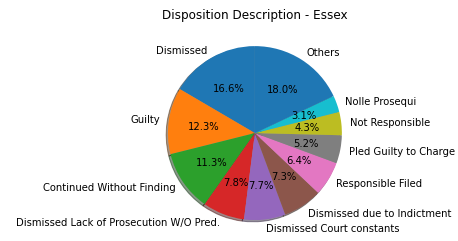 Disposition Description - Essex
Dismissed
Others
16.6%
18.0%
Nolle Prosequi
3.1%
Guilty
12.3%
4.3%
Not Responsible
5.2%
Pled Guilty to Charge
11.3%
6.4%
Continued Without Finding
7.8%
7.7%
7.3%
Responsible Filed
Dismissed due to Indictment
Dismissed Lack of Prosecution W/O Pred.
Dismissed Court constants